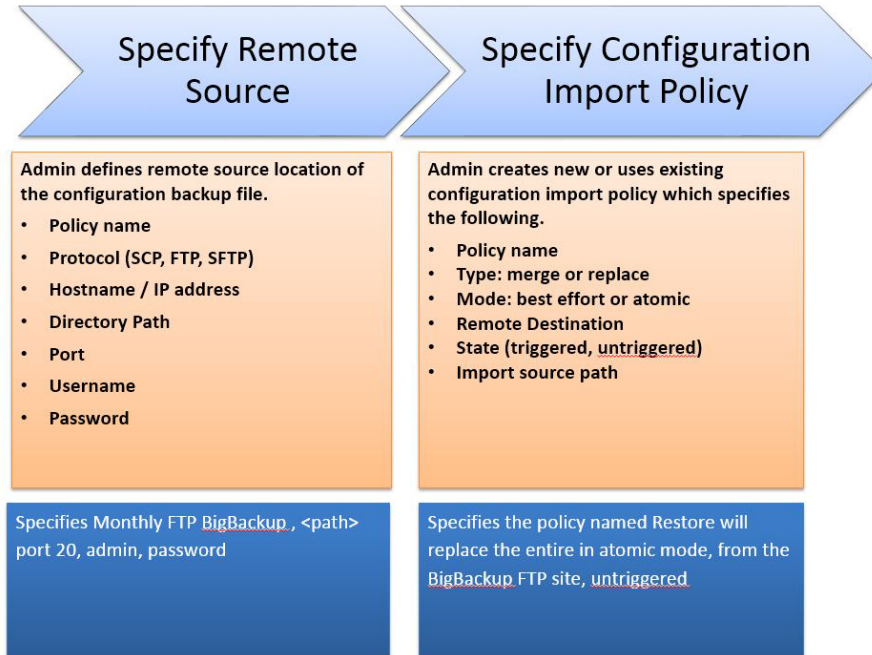 Specify Remote
Source
Specify Configuration
Import Policy
Admin defines remote source location of
the configuration backup file.
• Policy name
• Protocol (SCP, FTP, SFTP)
• Hostname / IP address
• Directory Path
• Port
• Username
• Password
Admin creates new or uses existing
configuration import policy which specifies
the following.
• Policy name
• Type: merge or replace
• Mode: best effort or atomic
• Remote Destination
• State (triggered, untriggered)
• Import source path
Specifies Monthly FTP BigBackup , <path>
port 20, admin, password
Specifies the policy named Restore will
replace the entire in atomic mode, from the
BigBackup FTP site, untriggered